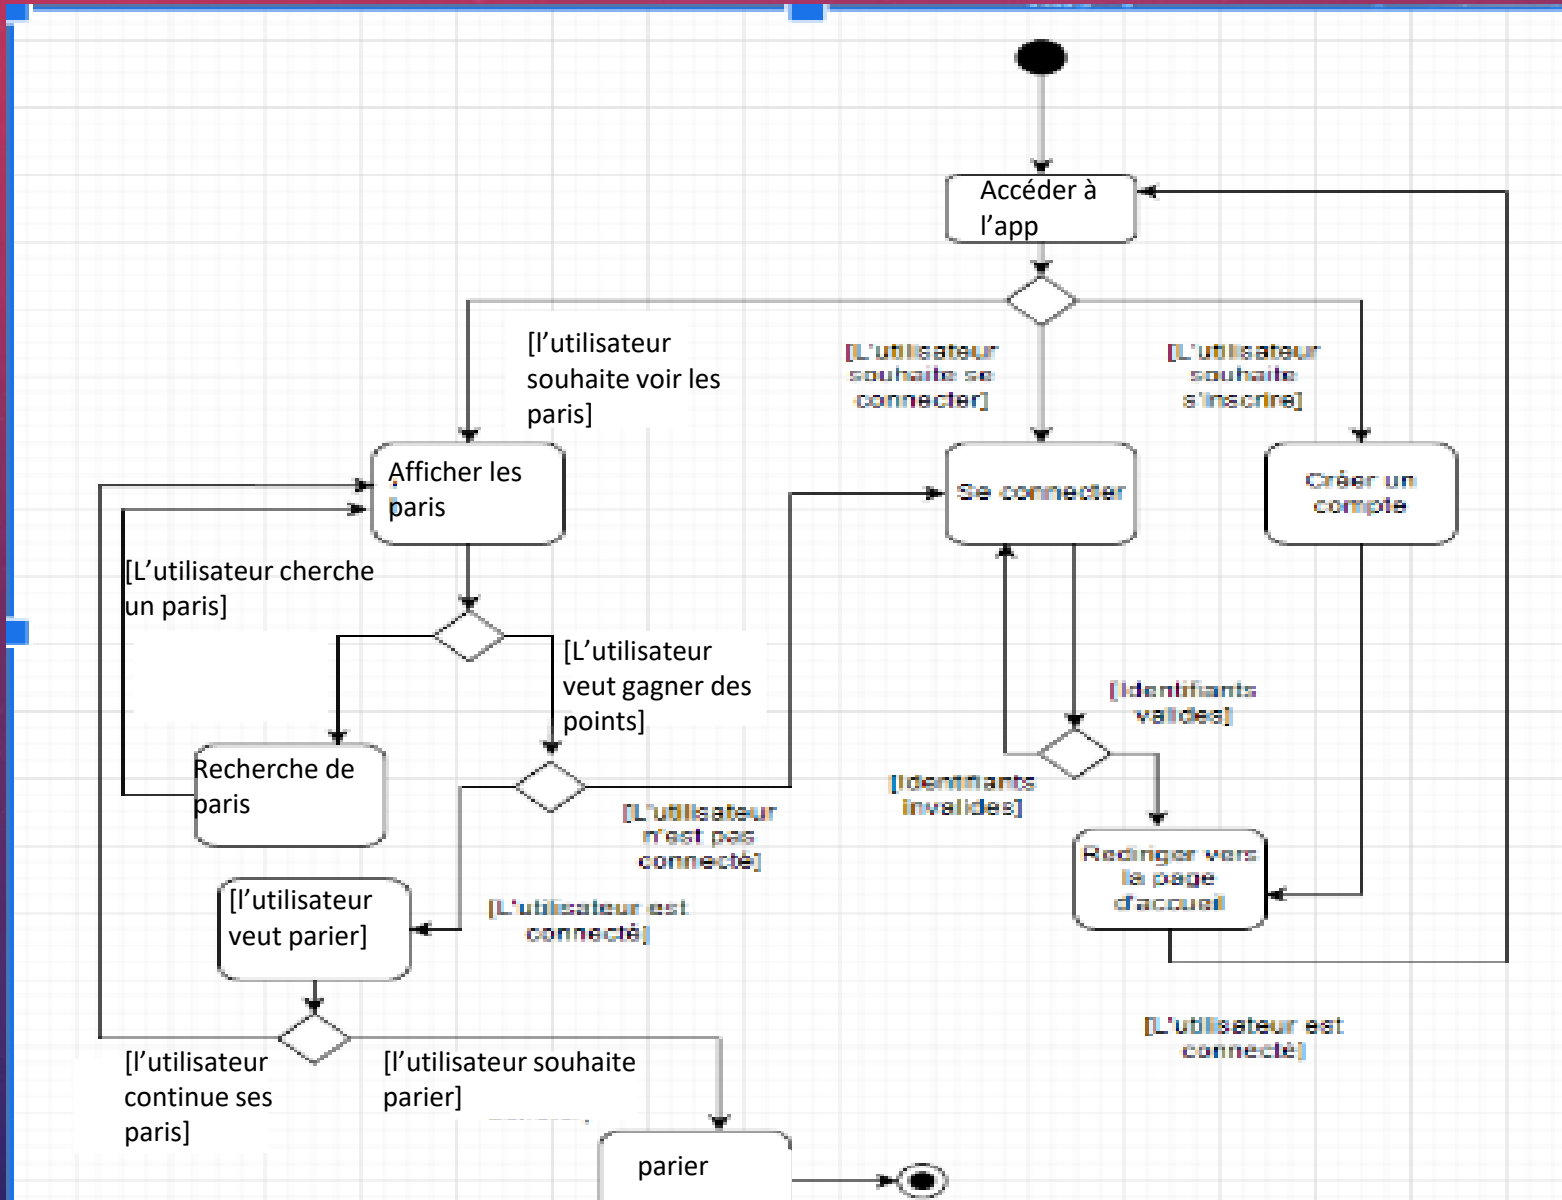 Accéder à
l’app
[l’utilisateur
souhaite voir les
paris]
[L'utilisateur
souhaite se
connecter]
[L'utilisateur
souhaite
s'inscrire]
Afficher les
paris
Se connecter
Créer un
compte
[L’utilisateur cherche
un paris]
[L’utilisateur
veut gagner des
points]
[Identifiants
valides]
[Identifiants
invalides]
Recherche de
paris
[L'utilisateur
n'est pas
connecté]
Rediriger vers
la page
d'accueil
[l’utilisateur
veut parier]
[L'utilisateur est
connecté]
[L'utilisateur est
connecté]
[l’utilisateur
continue ses
paris]
[l’utilisateur souhaite
parier]
parier